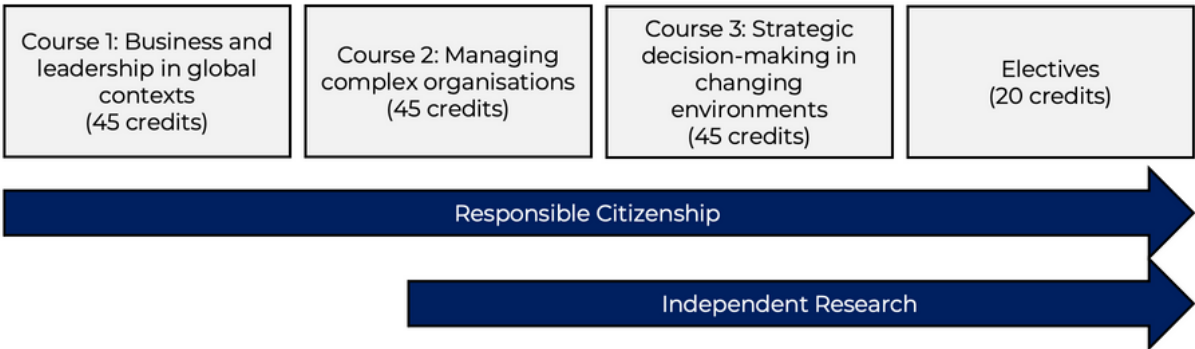 Course 1: Business and
leadership in global
contexts
(45 credits)
Course 2: Managing
complex organisations
(45 credits)
Course 3: Strategic
decision-making in
changing
environments
(45 credits)
Electives
(20 credits)
Responsible Citizenship
Independent Research